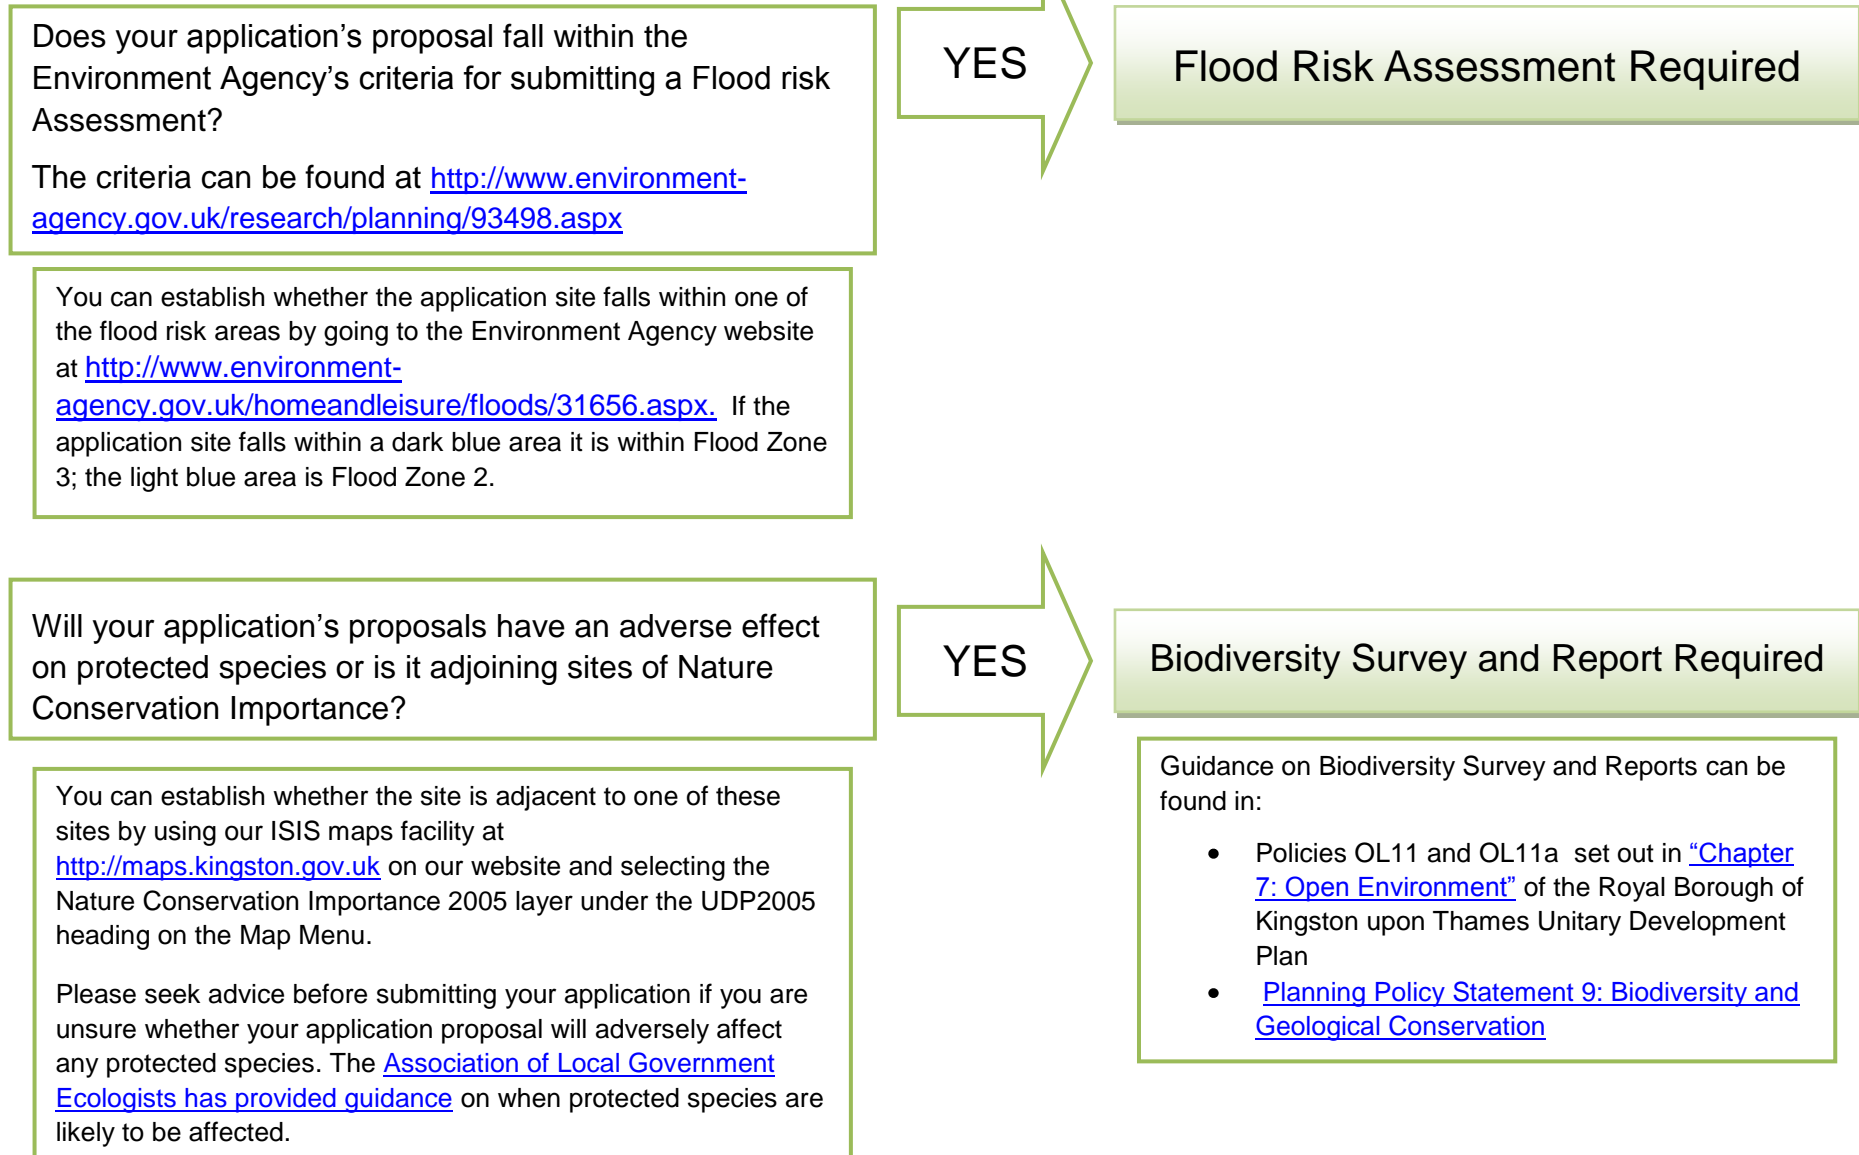 Does your application’s proposal fall within the
Environment Agency’s criteria for submitting a Flood risk
Assessment?
The criteria can be found at http://www.environment-
agency.gov.uk/research/planning/93498.aspx
YES
Flood Risk Assessment Required
You can establish whether the application site falls within one of
the flood risk areas by going to the Environment Agency website
at http://www.environment-
agency.gov.uk/homeandleisure/floods/31656.aspx. If the
application site falls within a dark blue area it is within Flood Zone
3; the light blue area is Flood Zone 2.
Will your application’s proposals have an adverse effect
on protected species or is it adjoining sites of Nature
Conservation Importance?
YES
Biodiversity Survey and Report Required
You can establish whether the site is adjacent to one of these
sites by using our ISIS maps facility at
http://maps.kingston.gov.uk on our website and selecting the
Nature Conservation Importance 2005 layer under the UDP2005
heading on the Map Menu.
Please seek advice before submitting your application if you are
unsure whether your application proposal will adversely affect
any protected species. The Association of Local Government
Ecologists has provided guidance on when protected species are
likely to be affected.
Guidance on Biodiversity Survey and Reports can be
found in:
• Policies OL11 and OL11a set out in “Chapter
7: Open Environment” of the Royal Borough of
Kingston upon Thames Unitary Development
Plan
• Planning Policy Statement 9: Biodiversity and
Geological Conservation